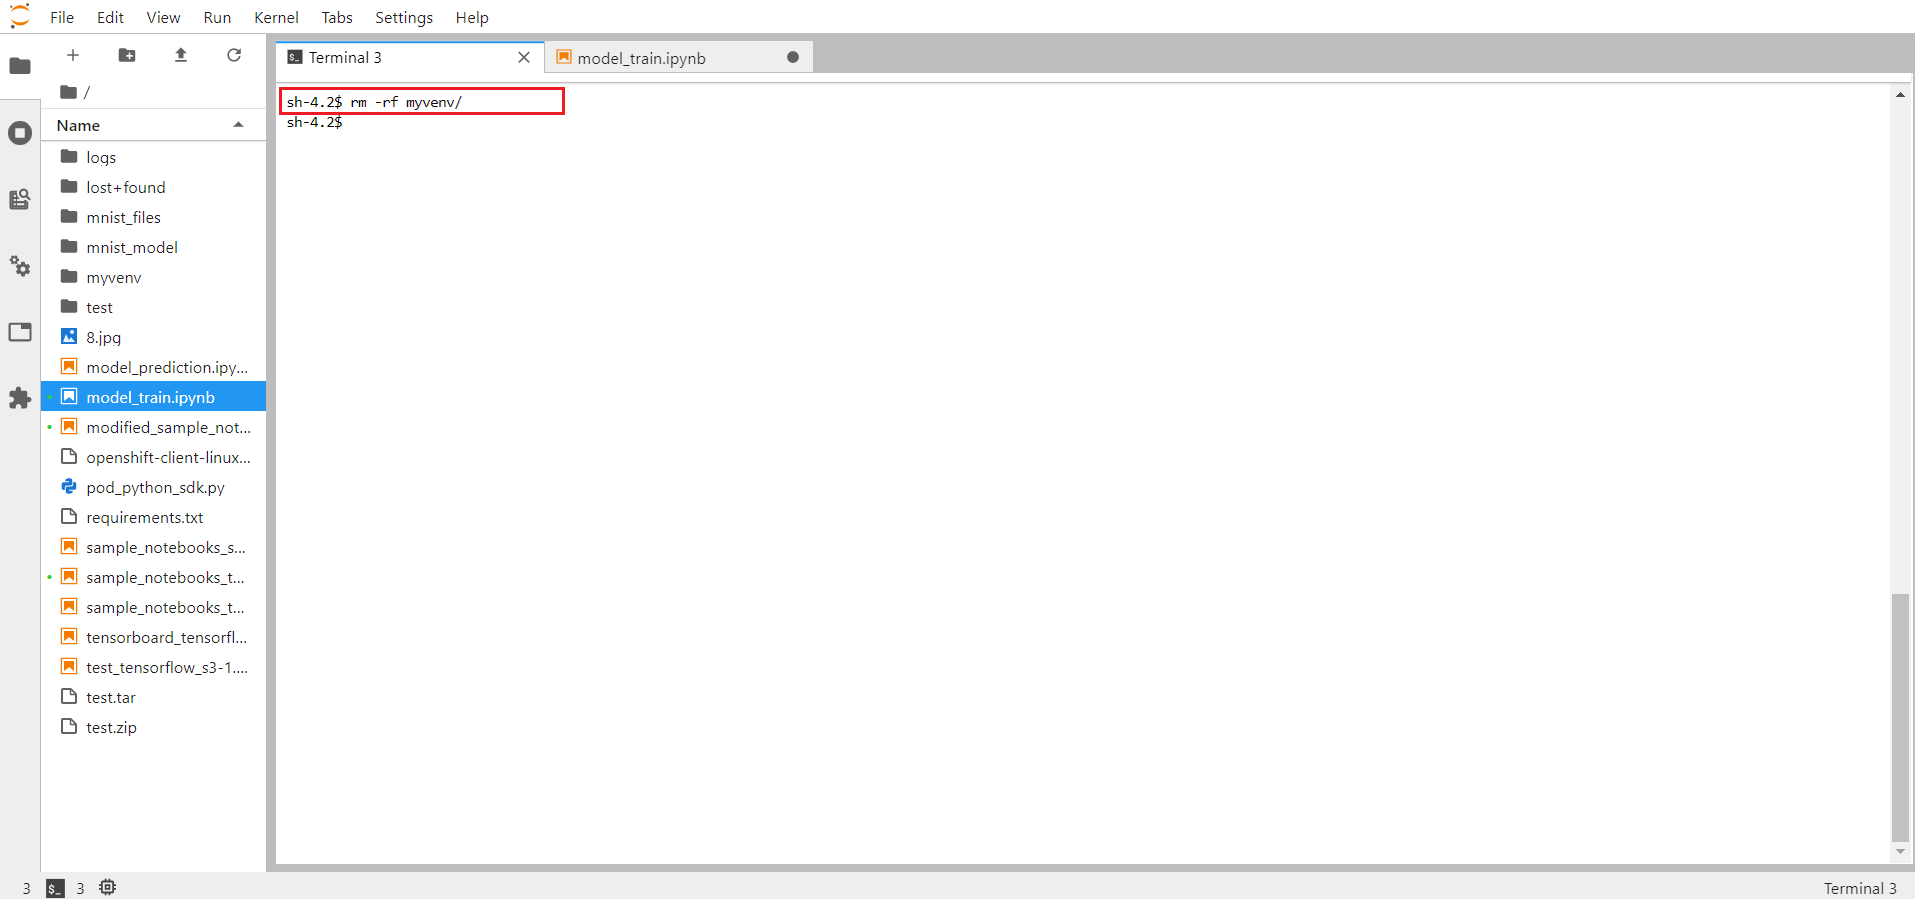 File Edit View Run Kernel Tabs Settings Help
Terminal 3
model_train.ipynb
/
Name
logs
lost+found
mnist_files
mnist_model
myvenv
test
8.jpg
model_prediction.ipy...
model_train.ipynb
modified_sample_not...
openshift-client-linux...
pod_python_sdk.py
requirements.txt
sample_notebooks_s...
sample_notebooks_t...
sample_notebooks_t...
tensorboard_tensorfl...
test_tensorflow_s3-1....
test.tar
test.zip
sh-4.2$ rm -rf myvenv/
sh-4.2$
3 $_ 3
Terminal 3